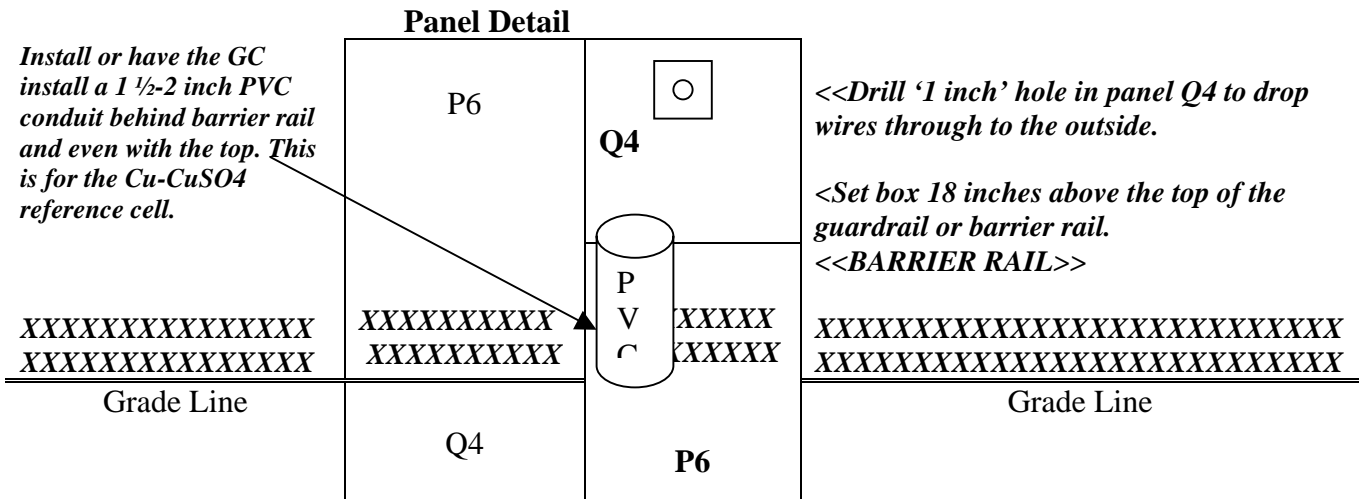 Panel Detail
Install or have the GC
install a 1 ½-2 inch PVC
conduit behind barrier rail
and even with the top. This
is for the Cu-CuSO4
reference cell.
P6
Q4
<<Drill ‘1 inch’ hole in panel Q4 to drop
wires through to the outside.
<Set box 18 inches above the top of the
guardrail or barrier rail.
<<BARRIER RAIL>>
P
V
C
XXXXXXXXXXXXXXX
XXXXXXXXXXXXXXX
XXXXXXXXXX
XXXXXXXXXX
XXXXX
XXXXXX
XXXXXXXXXXXXXXXXXXXXXXXXXXX
XXXXXXXXXXXXXXXXXXXXXXXXXXX
Grade Line
Grade Line
Q4
P6